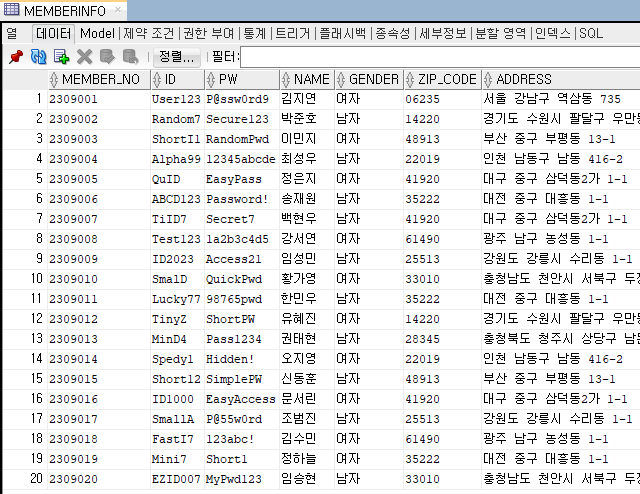 MEMBERINFO
열 데이터 Model 제약 조건 권한 부여 통계 트리거 플래시백 종속성 세부정보 분할 영역 인덱스 SQL
정렬... 필터:
MEMBER_NO ID PW NAME GENDER ZIP_CODE ADDRESS
1 2309001 User123 P@ssw0rd9 김지연 여자 06235 서울 강남구 역삼동 735
2 2309002 Random7 Secure123 박준호 남자 14220 경기도 수원시 팔달구 우만동
3 2309003 ShortI1 RandomPwd 이민지 여자 48913 부산 중구 부평동 13-1
4 2309004 Alpha99 12345abcde 최성우 남자 22019 인천 남동구 남동 416-2
5 2309005 QuID EasyPass 정은지 여자 41920 대구 중구 삼덕동2가 1-1
6 2309006 ABCD123 Password! 송재원 남자 35222 대전 중구 대흥동 1-1
7 2309007 TiID7 Secret7 백현우 남자 41920 대구 중구 삼덕동2가 1-1
8 2309008 Test123 1a2b3c4d5 강서연 여자 61490 광주 남구 농성동 1-1
9 2309009 ID2023 Access21 임성민 남자 25513 강원도 강릉시 수리동 1-1
10 2309010 SmalD QuickPwd 황가영 여자 33010 충청남도 천안시 서북구 두정
11 2309011 Lucky77 98765pwd 한민우 남자 35222 대전 중구 대흥동 1-1
12 2309012 TinyZ ShortPW 유혜진 여자 14220 경기도 수원시 팔달구 우만동
13 2309013 MinD4 Pass1234 권태현 남자 28345 충청북도 청주시 상당구 남문
14 2309014 Spedy1 Hidden! 오지영 여자 22019 인천 남동구 남동 416-2
15 2309015 Short12 SimplePW 신동훈 남자 48913 부산 중구 부평동 13-1
16 2309016 ID1000 EasyAccess 문서린 여자 41920 대구 중구 삼덕동2가 1-1
17 2309017 SmallA P@55w0rd 조범진 남자 25513 강원도 강릉시 수리동 1-1
18 2309018 FastI7 123abc! 김수민 여자 61490 광주 남구 농성동 1-1
19 2309019 Mini7 Short1 정하늘 여자 35222 대전 중구 대흥동 1-1
20 2309020 EZID007 MyPwd123 임승현 남자 33010 충청남도 천안시 서북구 두정